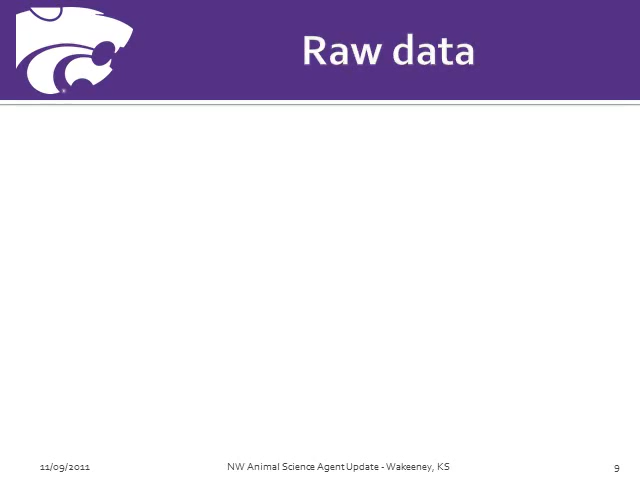 Raw data
11/09/2011
NW Animal Science Agent Update - Wakeeney, KS
9